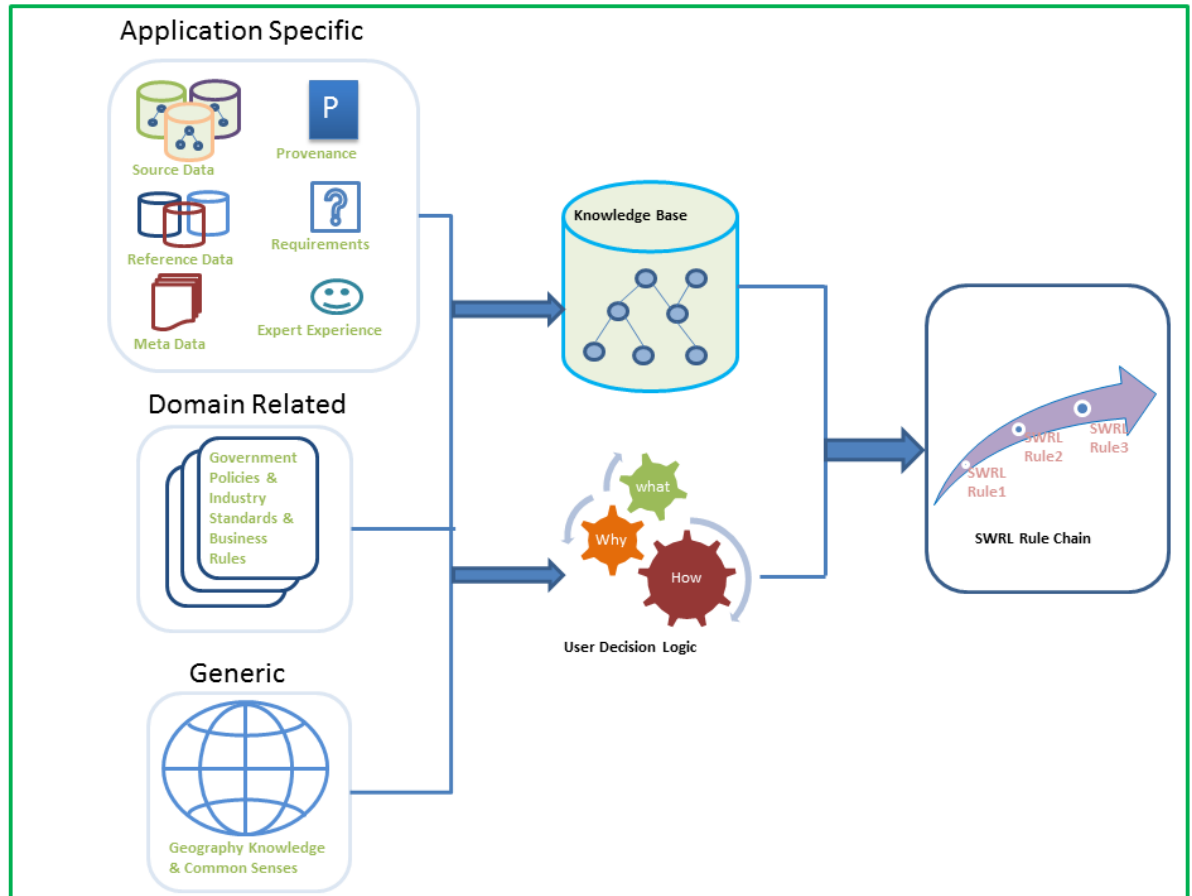 Application Specific
P
Source Data
Provenance
Reference Data
?
Requirements
Meta Data
Expert Experience
Domain Related
Government
Policies &
Industry
Standards &
Business
Rules
Generic
Geography Knowledge
& Common Senses
Knowledge Base
what
Why
How
User Decision Logic
SWRL
Rule1
SWRL
Rule2
SWRL
Rule3
SWRL Rule Chain